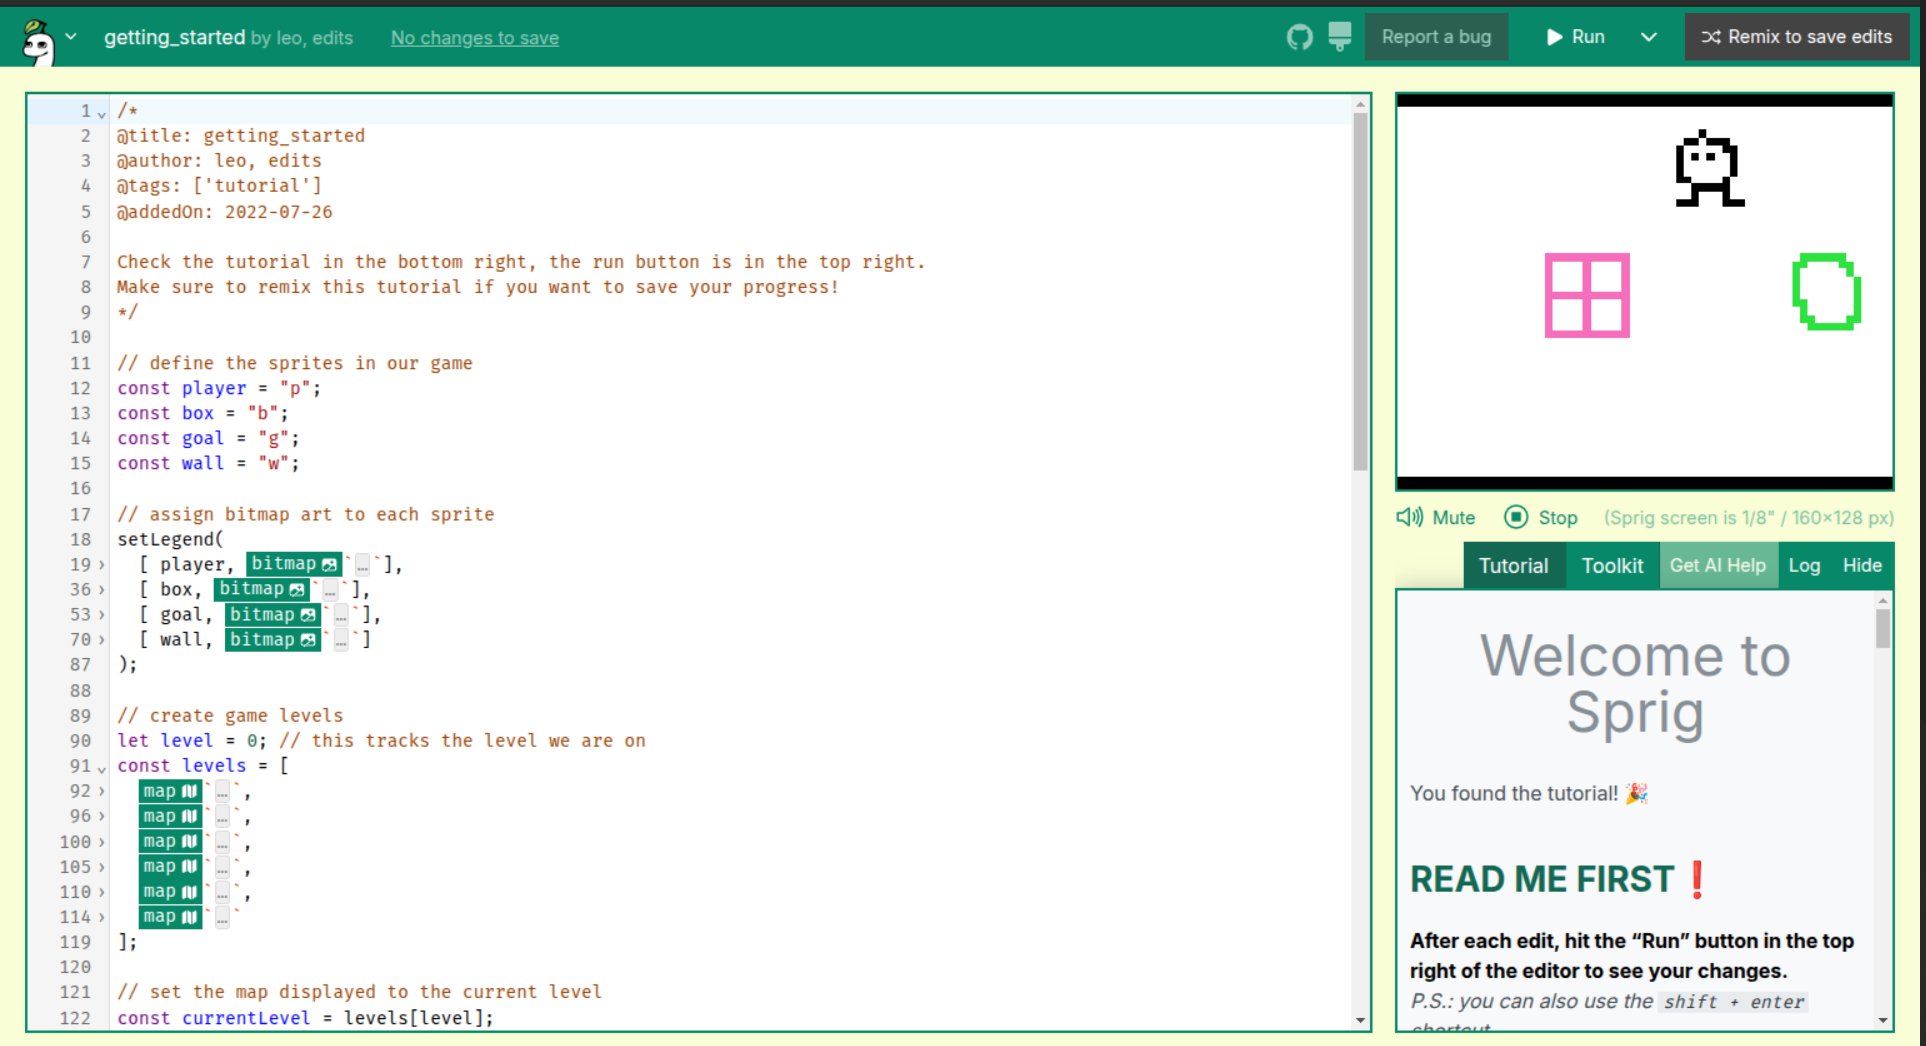 getting_started by leo, edits No changes to save Report a bug Run Remix to save edits
1 /*
2 @title: getting_started
3 @author: leo, edits
4 @tags: ['tutorial']
5 @addedOn: 2022-07-26
6
7 Check the tutorial in the bottom right, the run button is in the top right.
8 Make sure to remix this tutorial if you want to save your progress!
9 */
10
11 // define the sprites in our game
12 const player = "p";
13 const box = "b";
14 const goal = "g";
15 const wall = "w";
16
17 // assign bitmap art to each sprite
18 setLegend(
19 [ player, bitmap`…`],
36 [ box, bitmap`…`],
53 [ goal, bitmap`…`],
70 [ wall, bitmap`…`]
87 );
88
89 // create game levels
90 let level = 0; // this tracks the level we are on
91 const levels = [
92 map`…`,
96 map`…`,
100 map`…`,
105 map`…`,
110 map`…`,
114 map`…`
119 ];
120
121 // set the map displayed to the current level
122 const currentLevel = levels[level];
Mute Stop (Sprig screen is 1/8" / 160×128 px)
Tutorial Toolkit Get AI Help Log Hide
Welcome to
Sprig
You found the tutorial! 🎉
READ ME FIRST❗
After each edit, hit the “Run” button in the top
right of the editor to see your changes.
P.S.: you can also use the shift + enter
shortcut